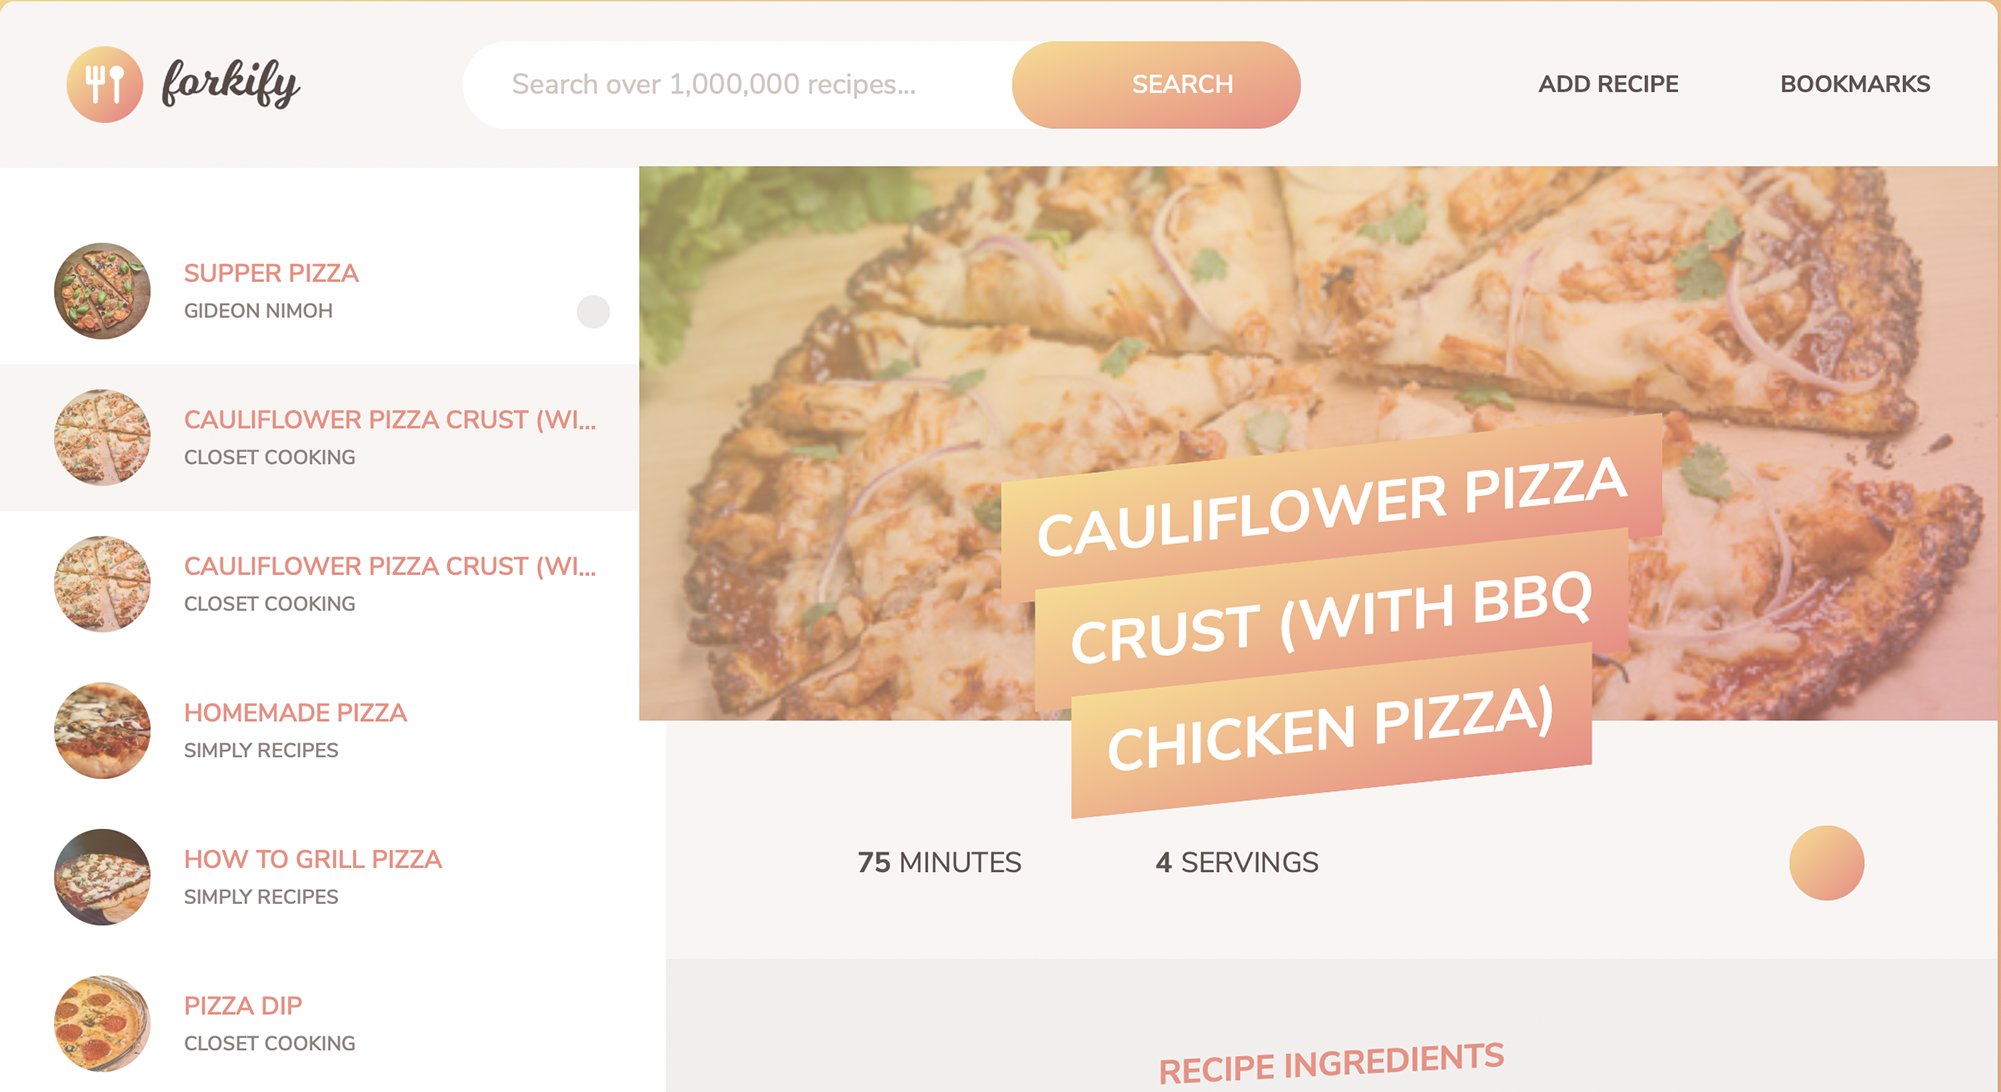 forkify
Search over 1,000,000 recipes...
SEARCH
ADD RECIPE
BOOKMARKS
SUPPER PIZZA
GIDEON NIMOH
CAULIFLOWER PIZZA CRUST (WI...
CLOSET COOKING
CAULIFLOWER PIZZA CRUST (WI...
CLOSET COOKING
HOMEMADE PIZZA
SIMPLY RECIPES
HOW TO GRILL PIZZA
SIMPLY RECIPES
PIZZA DIP
CLOSET COOKING
CAULIFLOWER PIZZA
CRUST (WITH BBQ
CHICKEN PIZZA)
75 MINUTES
4 SERVINGS
RECIPE INGREDIENTS